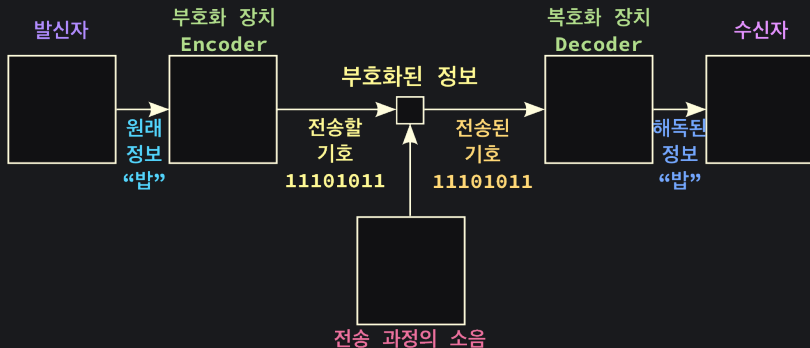 발신자
부호화 장치
Encoder
부호화된 정보
복호화 장치
Decoder
수신자
원래
정보
“밥”
전송할
기호
11101011
전송된
기호
11101011
해독된
정보
“밥”
전송 과정의 소음